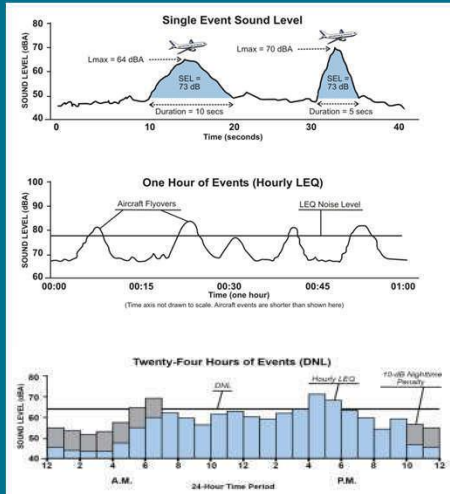 Single Event Sound Level
SOUND LEVEL (dBA)
80
70
60
50
40
Lmax = 64 dBA
Lmax = 70 dBA
SEL =
73 dB
SEL =
73 dB
Duration = 10 secs
Duration = 5 secs
0 10 20 30 40
Time (seconds)
One Hour of Events (Hourly LEQ)
SOUND LEVEL (dBA)
100
90
80
70
60
Aircraft Flyovers
LEQ Noise Level
00:00 00:15 00:30 00:45 01:00
Time (one hour)
(Time axis not drawn to scale. Aircraft events are shorter than shown here)
Twenty-Four Hours of Events (DNL)
SOUND LEVEL (dBA)
80
70
60
50
40
DNL
Hourly LEQ
10-dB Nighttime
Penalty
12 2 4 6 8 10 12 2 4 6 8 10 12
A.M. P.M.
24-Hour Time Period